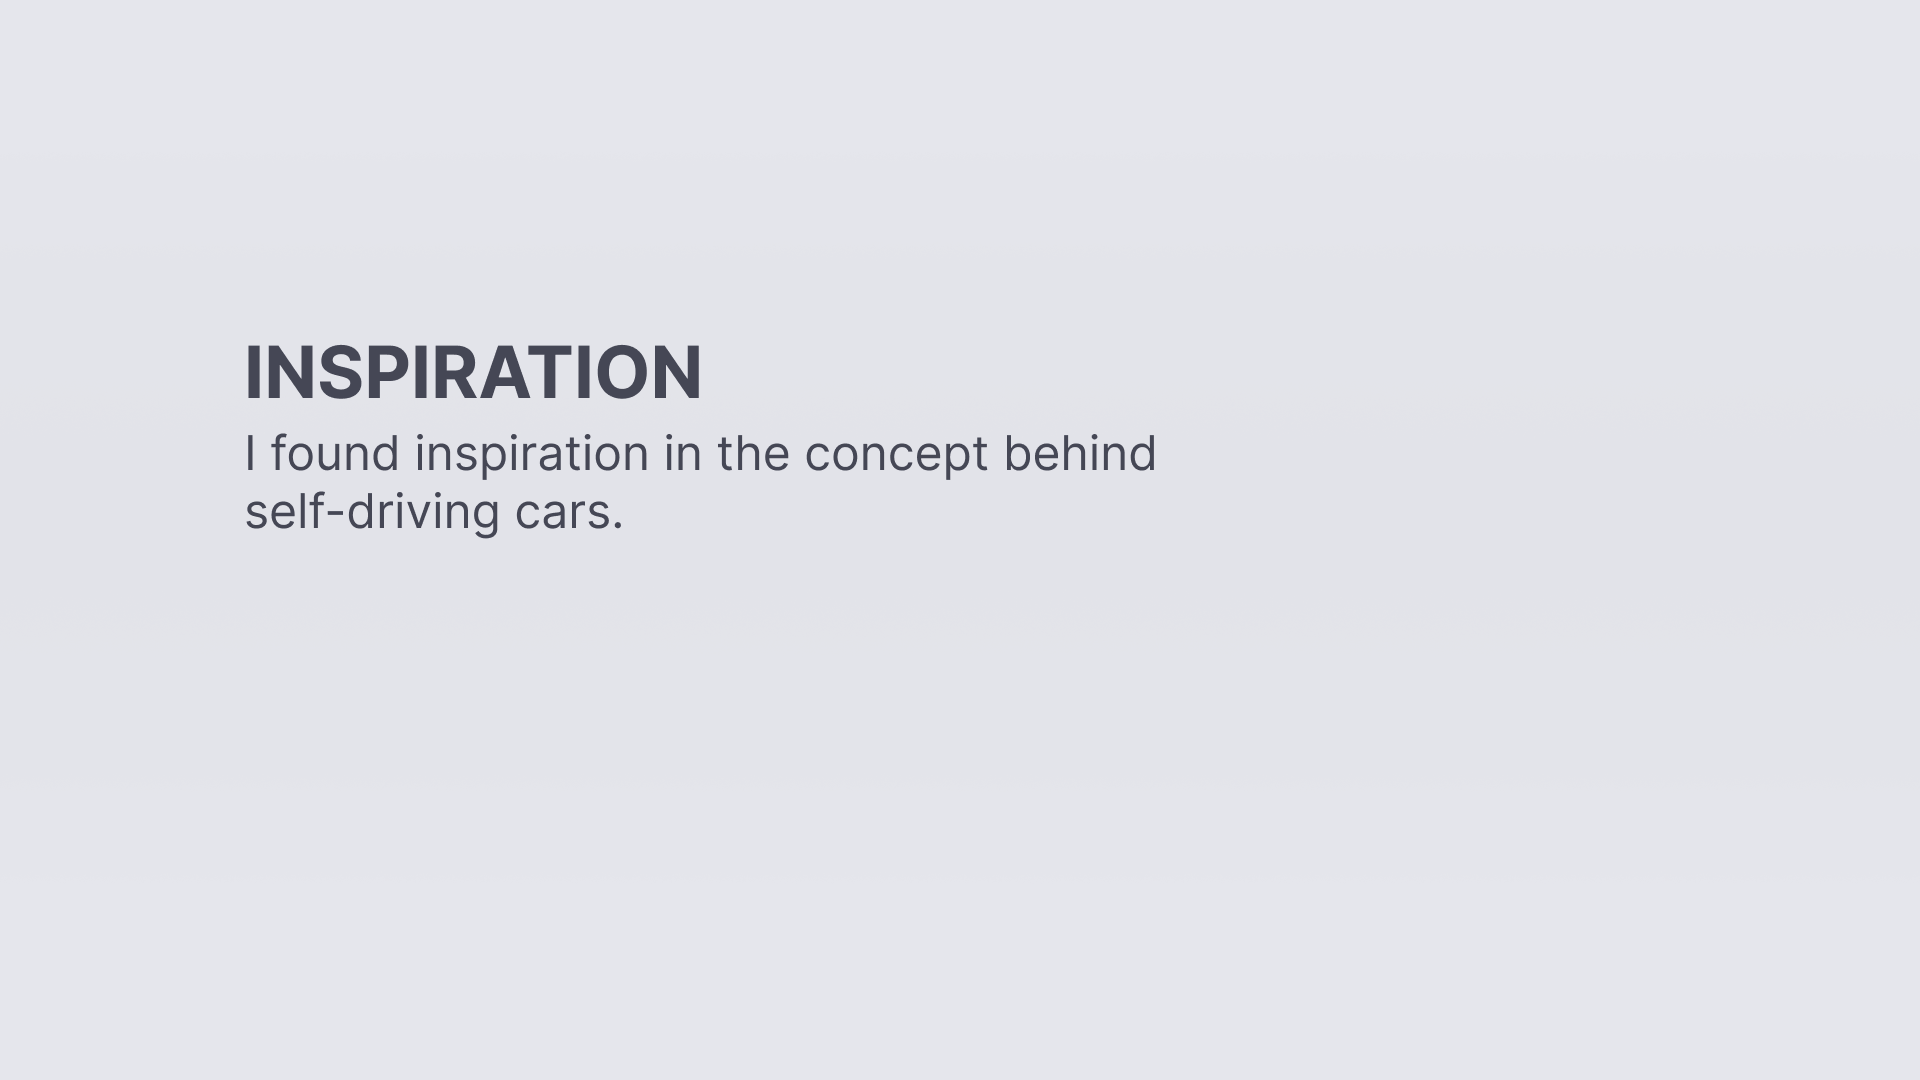 INSPIRATION
I found inspiration in the concept behind
self-driving cars.